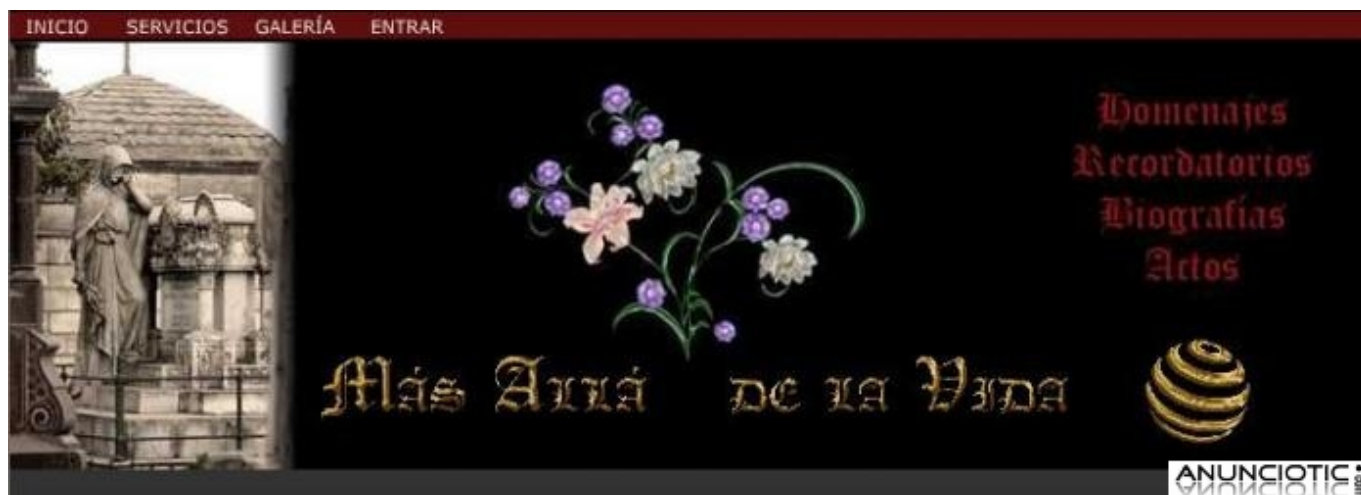 INICIO SERVICIOS GALERÍA ENTRAR
Homenajes
Recordatorios
Biografías
Actos
Más Allá de la Vida
ANUNCIOTIC